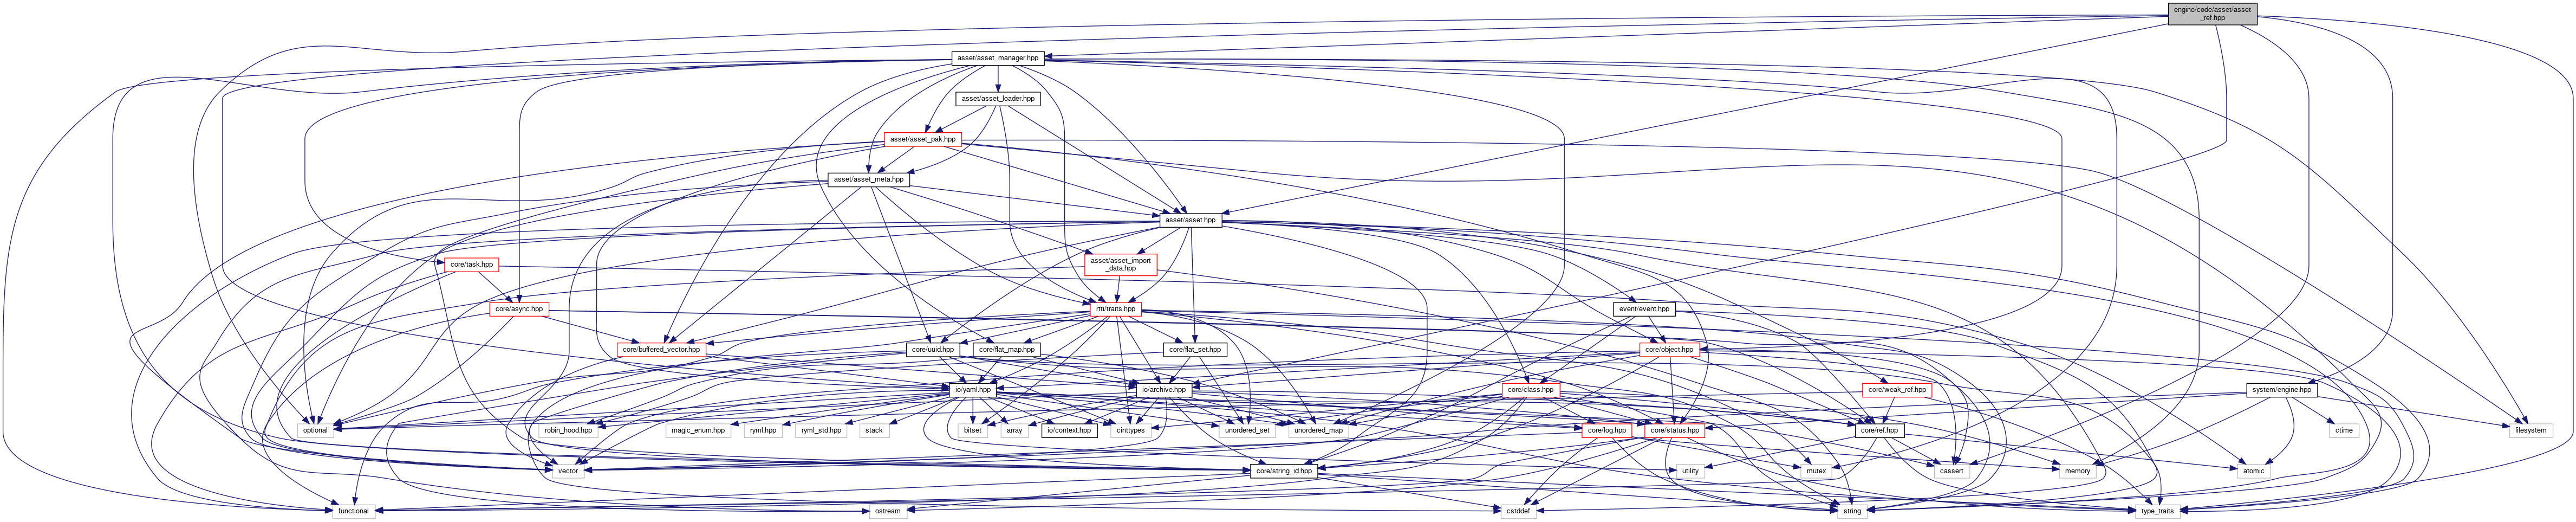 engine/code/asset/asset
_ref.hpp
asset/asset_manager.hpp
asset/asset_loader.hpp
asset/asset_pak.hpp
asset/asset_meta.hpp
asset/asset.hpp
core/task.hpp
asset/asset_import
_data.hpp
core/async.hpp
rtti/traits.hpp
event/event.hpp
core/buffered_vector.hpp
core/uuid.hpp
core/flat_map.hpp
core/flat_set.hpp
core/object.hpp
io/yaml.hpp
io/archive.hpp
core/class.hpp
core/weak_ref.hpp
system/engine.hpp
optional
robin_hood.hpp
magic_enum.hpp
ryml.hpp
ryml_std.hpp
stack
bitset
array
io/context.hpp
cinttypes
unordered_set
unordered_map
core/log.hpp
core/status.hpp
core/ref.hpp
ctime
filesystem
vector
core/string_id.hpp
utility
mutex
cassert
memory
atomic
functional
ostream
cstddef
string
type_traits